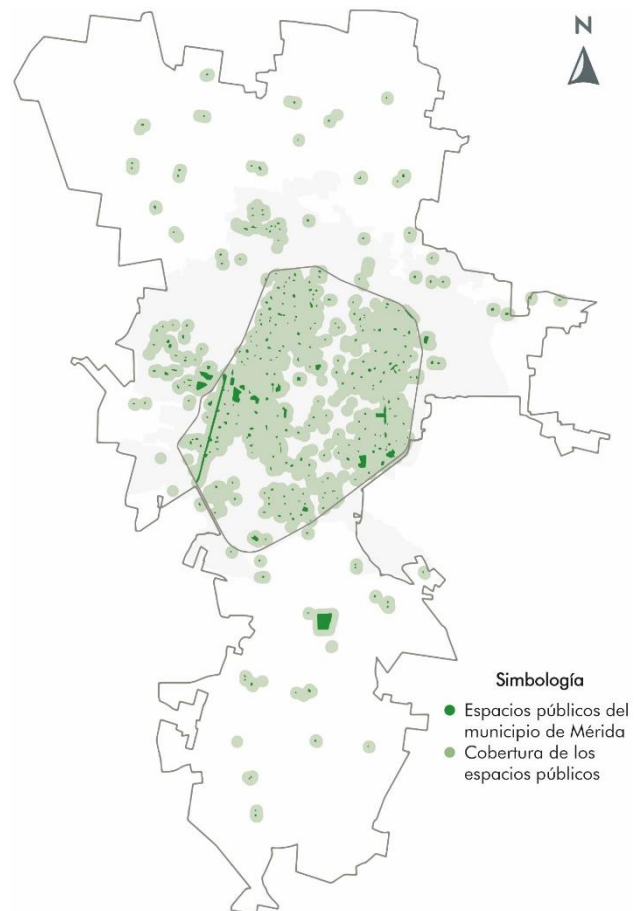 N
Simbología
Espacios públicos del
municipio de Mérida
Cobertura de los
espacios públicos